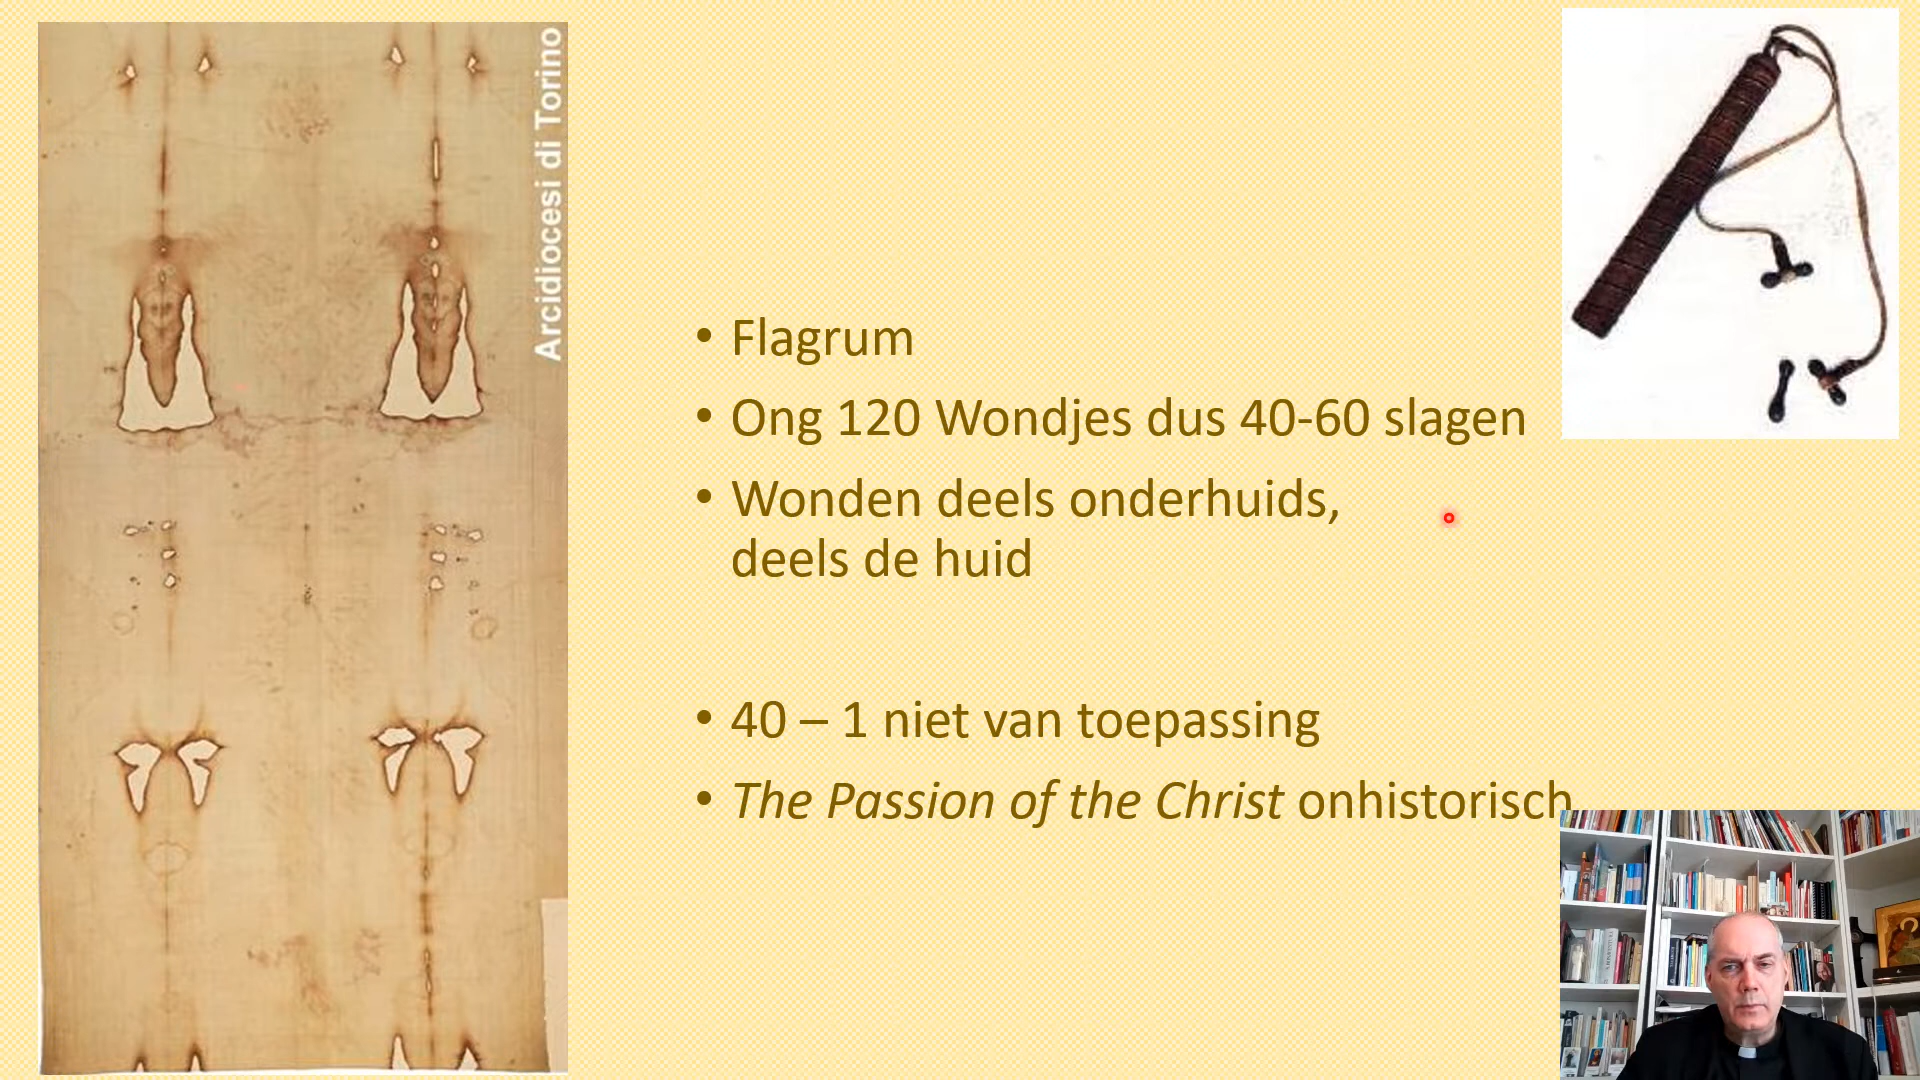 Arcidiocesi di Torino
• Flagrum
• Ong 120 Wondjes dus 40-60 slagen
• Wonden deels onderhuids,
deels de huid
• 40 – 1 niet van toepassing
• The Passion of the Christ onhistorisch